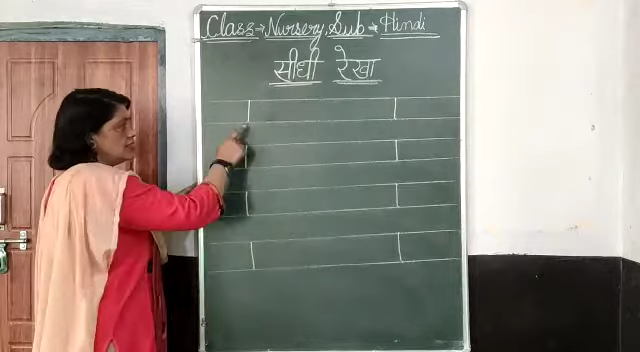 Class → Nursery Sub → Hindi
सीधी रेखा